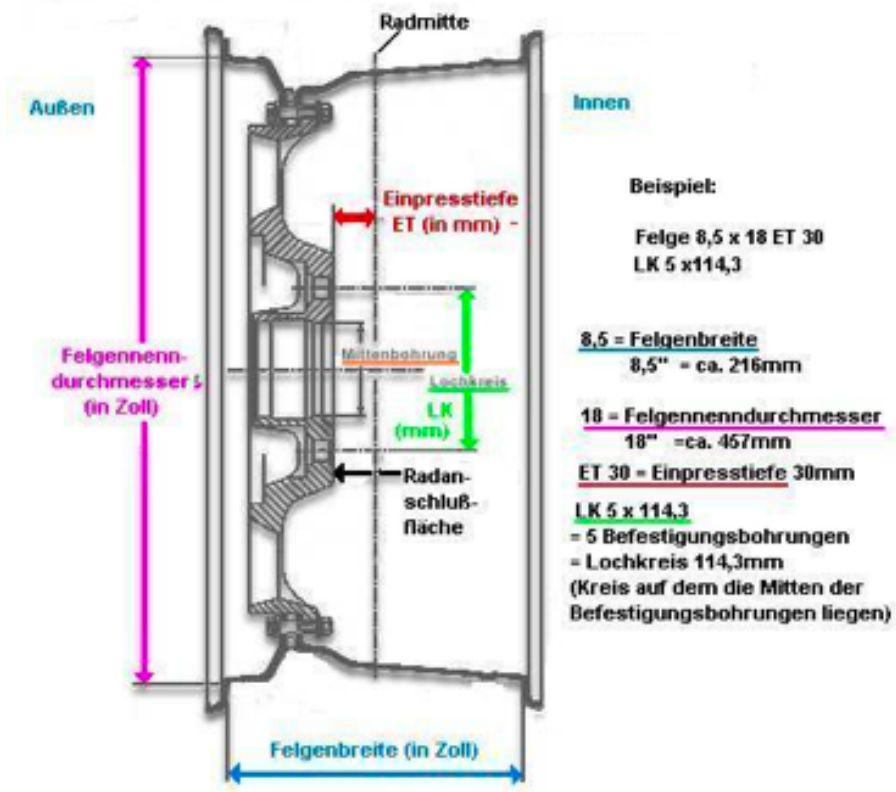 Radmitte
Außen
Innen
Einpresstiefe
ET (in mm)
Beispiel:
Felge 8,5 x 18 ET 30
LK 5 x114,3
Felgennenn-
durchmesser
(in Zoll)
Mittenbohrung
Lochkreis
LK
(mm)
8,5 = Felgenbreite
8,5" = ca. 216mm
18 = Felgennenndurchmesser
18" =ca. 457mm
ET 30 = Einpresstiefe 30mm
Radan-
schluß-
fläche
LK 5 x 114,3
= 5 Befestigungsbohrungen
= Lochkreis 114,3mm
(Kreis auf dem die Mitten der
Befestigungsbohrungen liegen)
Felgenbreite (in Zoll)